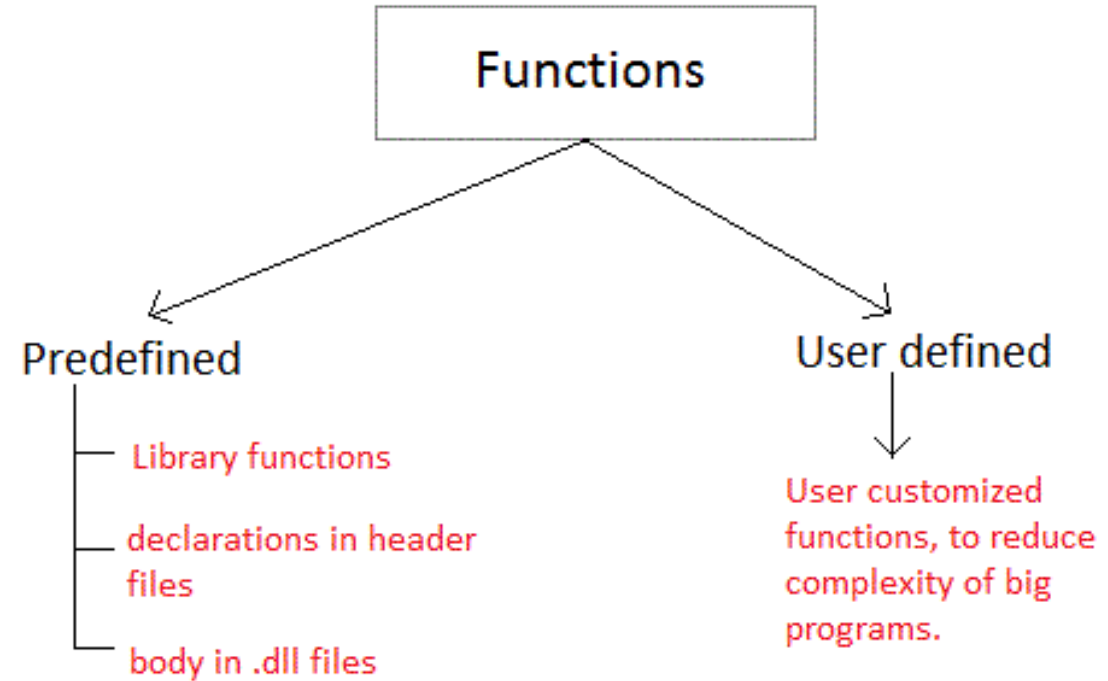 Functions
Predefined
User defined
Library functions
declarations in header
files
body in .dll files
User customized
functions, to reduce
complexity of big
programs.